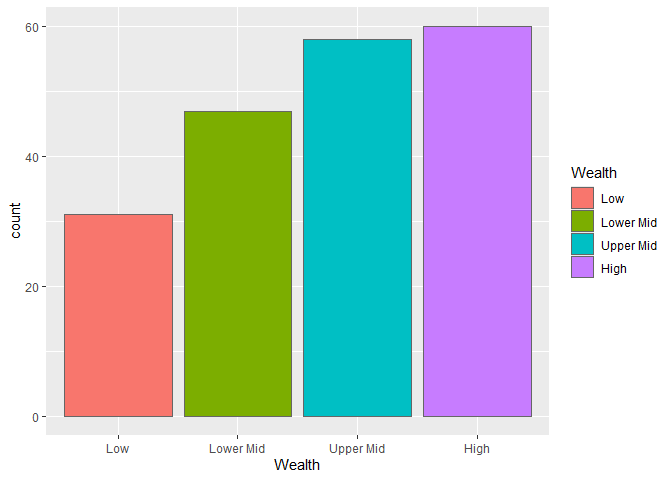 60
40
20
0
count
Low
Lower Mid
Upper Mid
High
Wealth
Wealth
Low
Lower Mid
Upper Mid
High